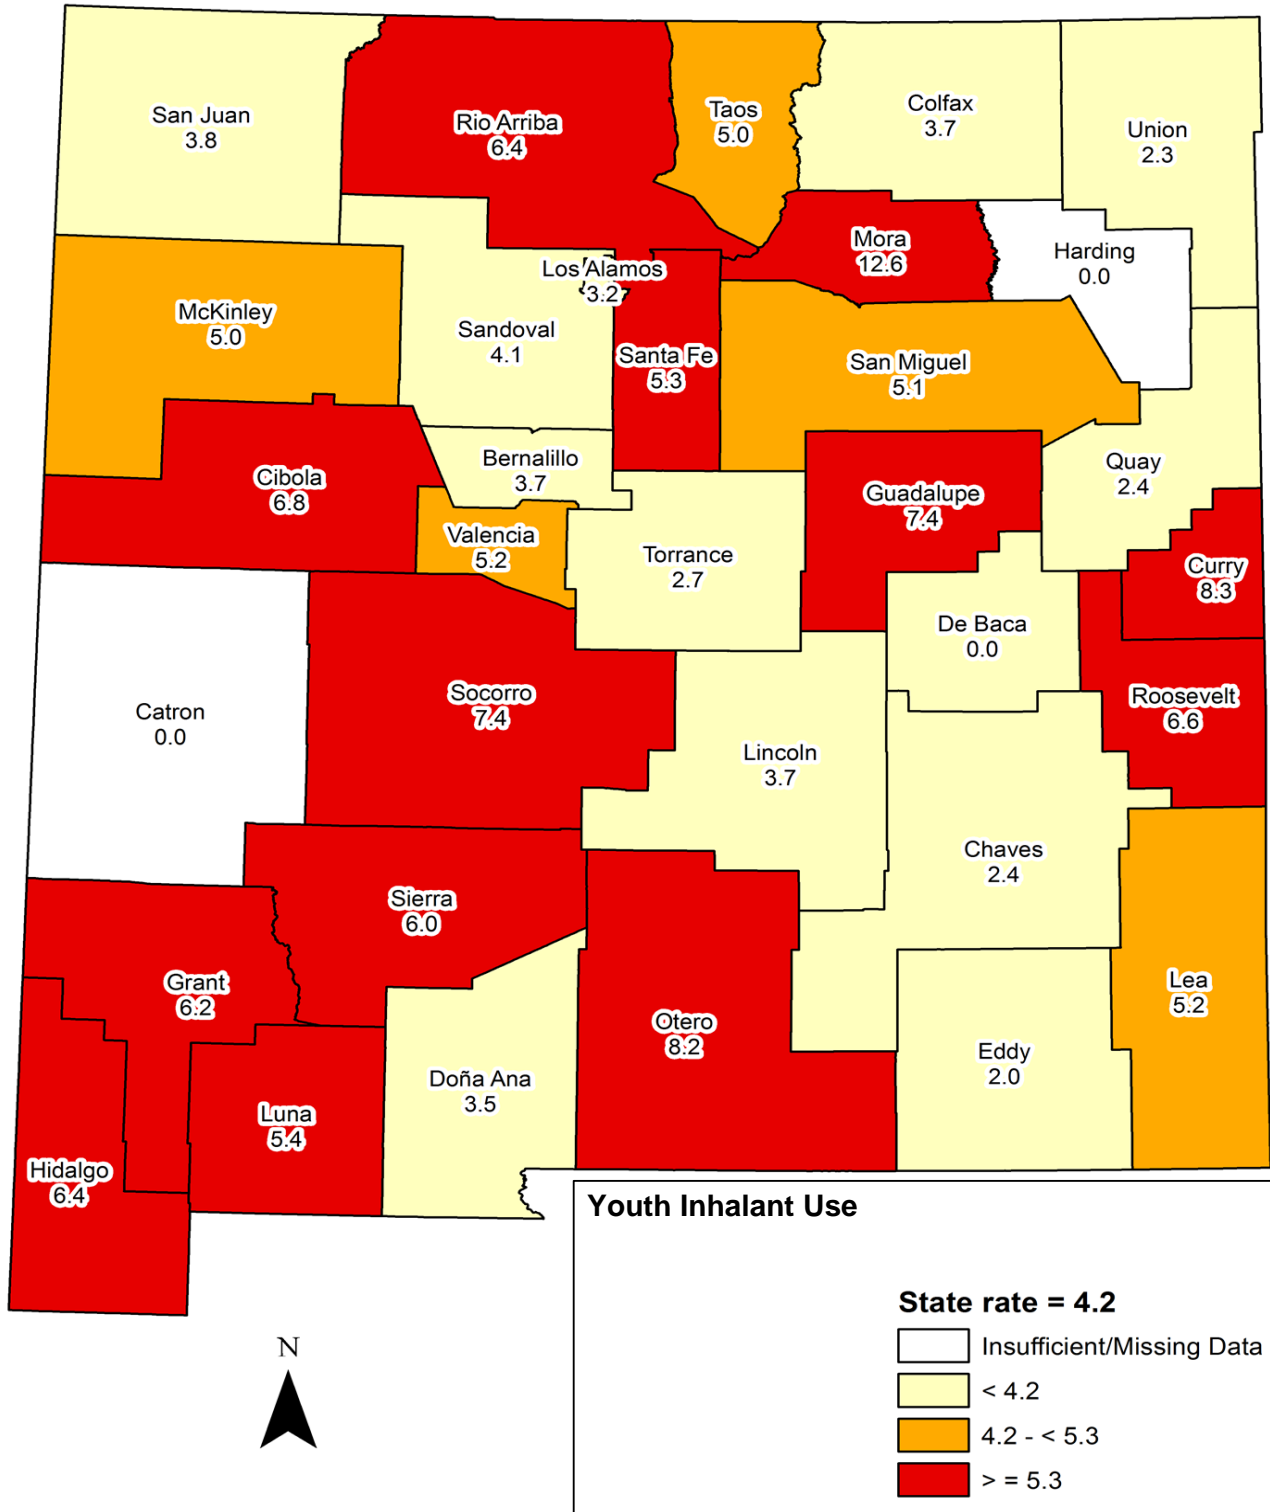 San Juan
3.8
Rio Arriba
6.4
Taos
5.0
Colfax
3.7
Union
2.3
Mora
12.6
Harding
0.0
Los Alamos
3.2
McKinley
5.0
Sandoval
4.1
Santa Fe
5.3
San Miguel
5.1
Quay
2.4
Cibola
6.8
Bernalillo
3.7
Guadalupe
7.4
Valencia
5.2
Torrance
2.7
Curry
8.3
De Baca
0.0
Catron
0.0
Socorro
7.4
Roosevelt
6.6
Lincoln
3.7
Chaves
2.4
Sierra
6.0
Grant
6.2
Lea
5.2
Otero
8.2
Eddy
2.0
Doña Ana
3.5
Luna
5.4
Hidalgo
6.4
Youth Inhalant Use
State rate = 4.2
Insufficient/Missing Data
< 4.2
4.2 - < 5.3
> = 5.3
N